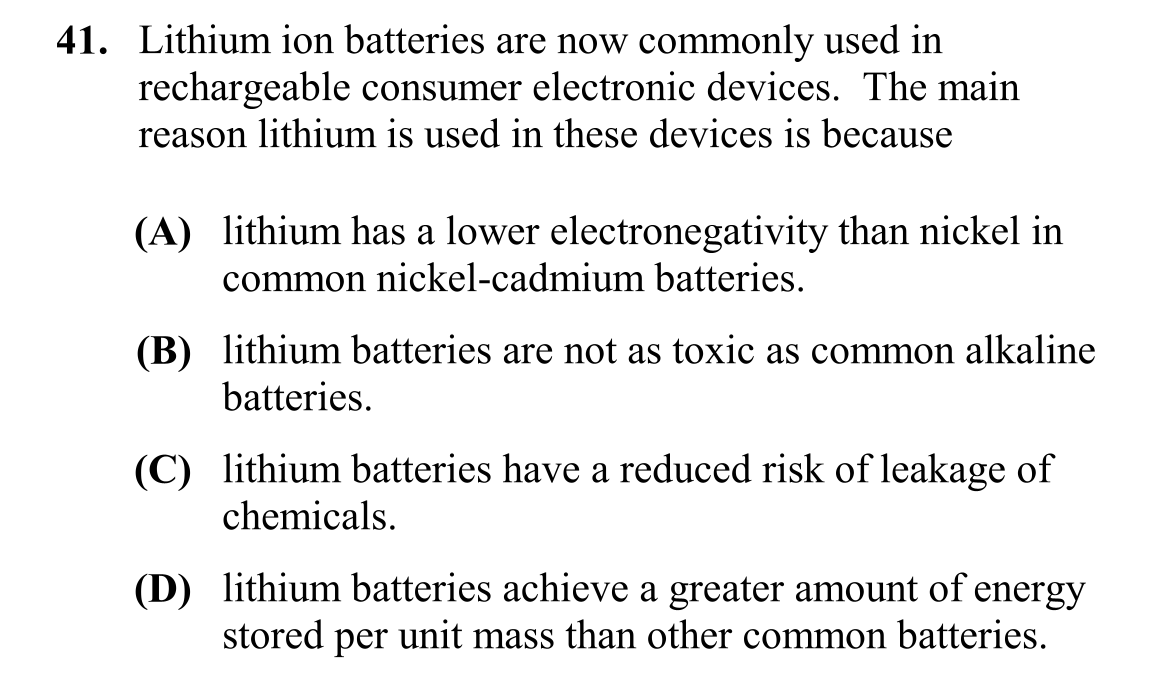 41. Lithium ion batteries are now commonly used in
rechargeable consumer electronic devices. The main
reason lithium is used in these devices is because
(A) lithium has a lower electronegativity than nickel in
common nickel-cadmium batteries.
(B) lithium batteries are not as toxic as common alkaline
batteries.
(C) lithium batteries have a reduced risk of leakage of
chemicals.
(D) lithium batteries achieve a greater amount of energy
stored per unit mass than other common batteries.